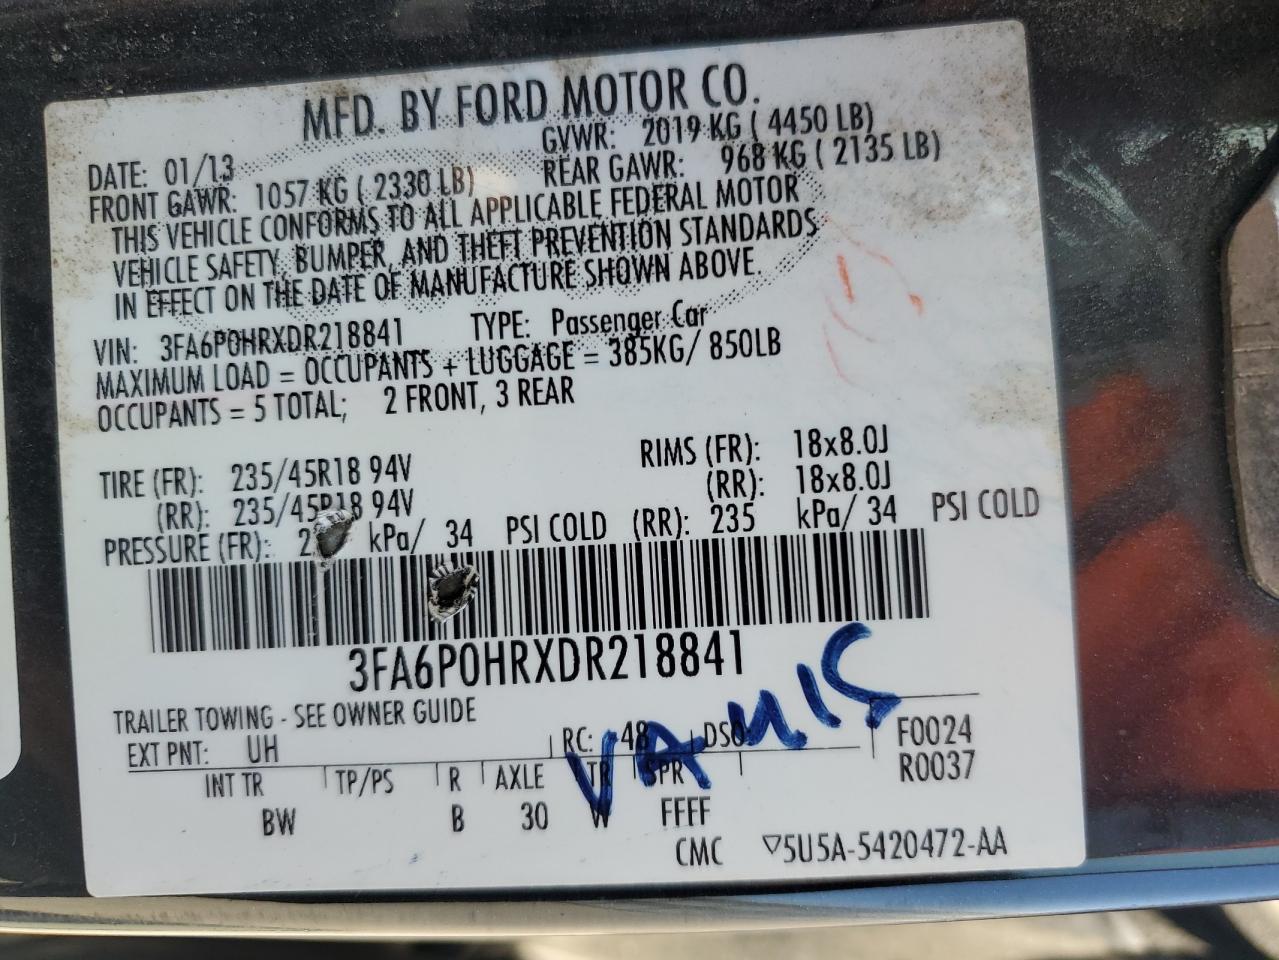 MFD. BY FORD MOTOR CO.
DATE: 01/13 GVWR: 2019 KG ( 4450 LB)
FRONT GAWR: 1057 KG ( 2330 LB) REAR GAWR: 968 KG ( 2135 LB)
THIS VEHICLE CONFORMS TO ALL APPLICABLE FEDERAL MOTOR
VEHICLE SAFETY, BUMPER, AND THEFT PREVENTION STANDARDS
IN EFFECT ON THE DATE OF MANUFACTURE SHOWN ABOVE.
VIN: 3FA6P0HRXDR218841 TYPE: Passenger Car
MAXIMUM LOAD = OCCUPANTS + LUGGAGE = 385KG/ 850LB
OCCUPANTS = 5 TOTAL; 2 FRONT, 3 REAR
TIRE (FR): 235/45R18 94V RIMS (FR): 18x8.0J
(RR): 235/45R18 94V (RR): 18x8.0J
PRESSURE (FR): kPa/ 34 PSI COLD (RR): 235 kPa/ 34 PSI COLD
3FA6P0HRXDR218841
TRAILER TOWING - SEE OWNER GUIDE
EXT PNT: UH RC: 48 DSO: F0024
INT TR TP/PS R AXLE TR SPR R0037
BW B 30 W FFFF
CMC ▽5U5A-5420472-AA